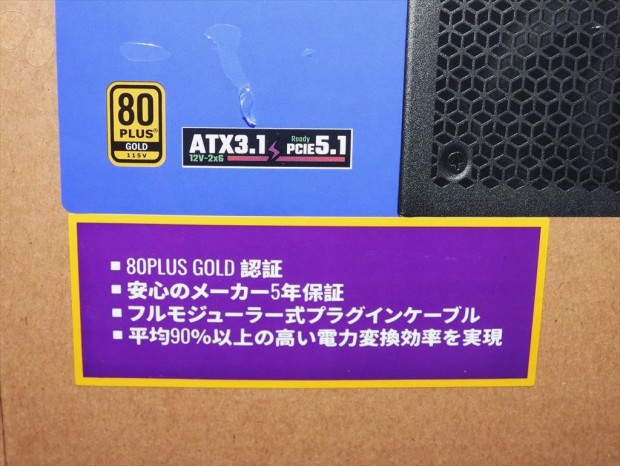 80
PLUS®
GOLD
115V
ATX3.1
12V-2x6
Ready
PCIE5.1
■ 80PLUS GOLD 認証
■ 安心のメーカー5年保証
■ フルモジューラー式プラグインケーブル
■ 平均90%以上の高い電力変換効率を実現